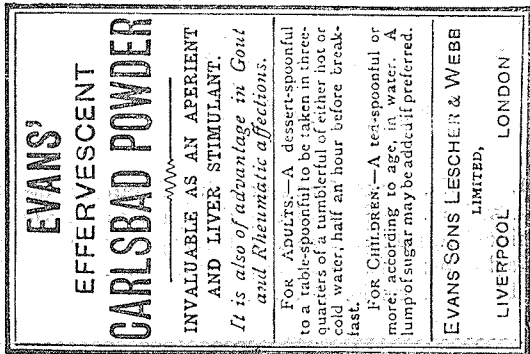 EVANS'
EFFERVESCENT
CARLSBAD POWDER
INVALUABLE AS AN APERIENT
AND LIVER STIMULANT.
It is also of advantage in Gout
and Rheumatic affections.
FOR ADULTS.—A dessert-spoonful
to a table-spoonful to be taken in three-
quarters of a tumblerful of either hot or
cold water, half an hour before break-
fast.
FOR CHILDREN.—A tea-spoonful or
more, according to age, in water. A
lump of sugar may be added if preferred.
EVANS SONS LESCHER & WEBB
LIMITED,
LIVERPOOL LONDON